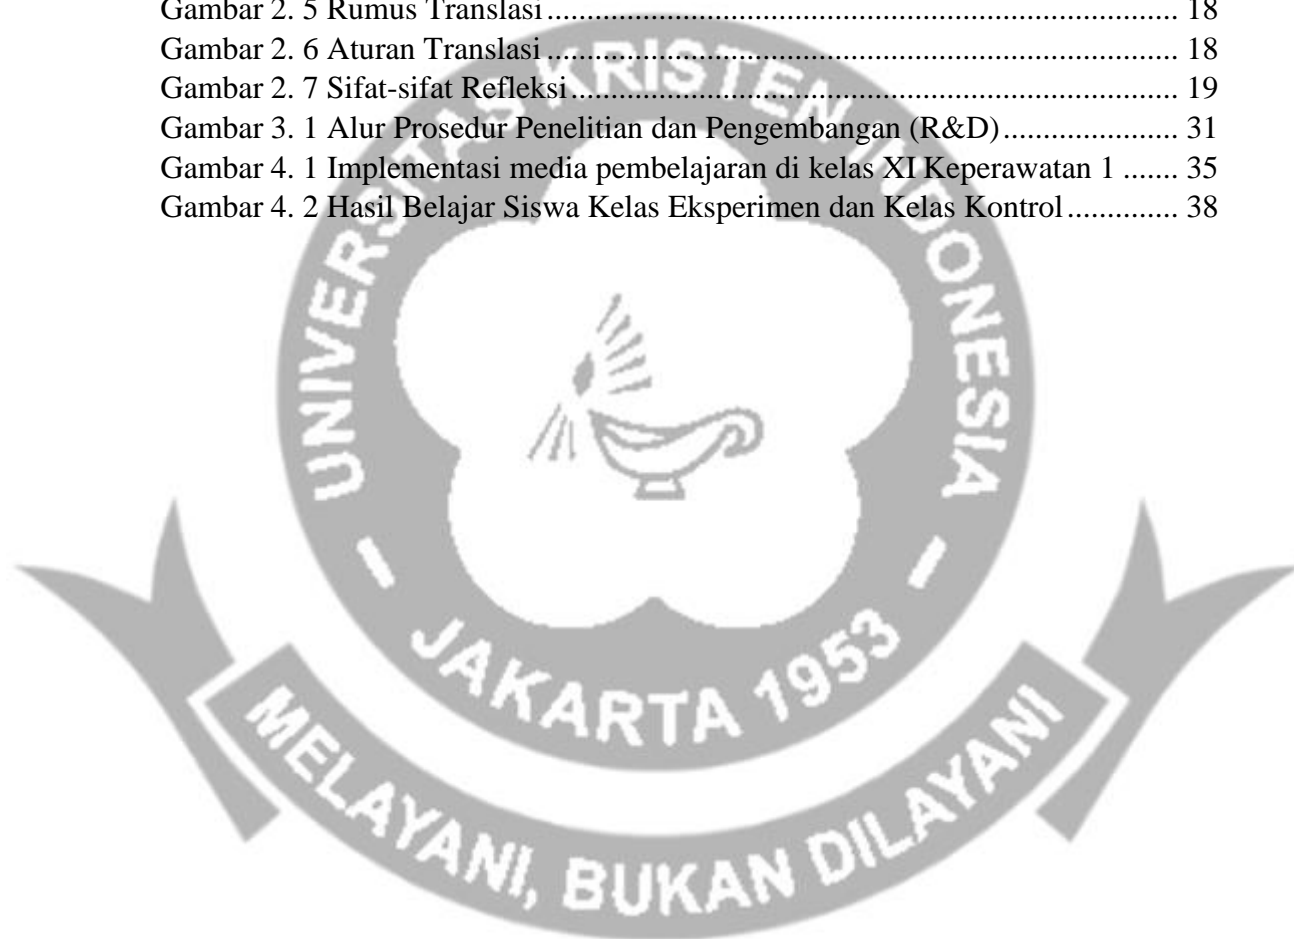 Gambar 2. 5 Rumus Translasi ........................................................................... 18
Gambar 2. 6 Aturan Translasi ........................................................................... 18
Gambar 2. 7 Sifat-sifat Refleksi ........................................................................ 19
Gambar 3. 1 Alur Prosedur Penelitian dan Pengembangan (R&D) ...................... 31
Gambar 4. 1 Implementasi media pembelajaran di kelas XI Keperawatan 1 ....... 35
Gambar 4. 2 Hasil Belajar Siswa Kelas Eksperimen dan Kelas Kontrol .............. 38
UNIVERSITAS KRISTEN INDONESIA
- JAKARTA 1953 -
MELAYANI, BUKAN DILAYANI